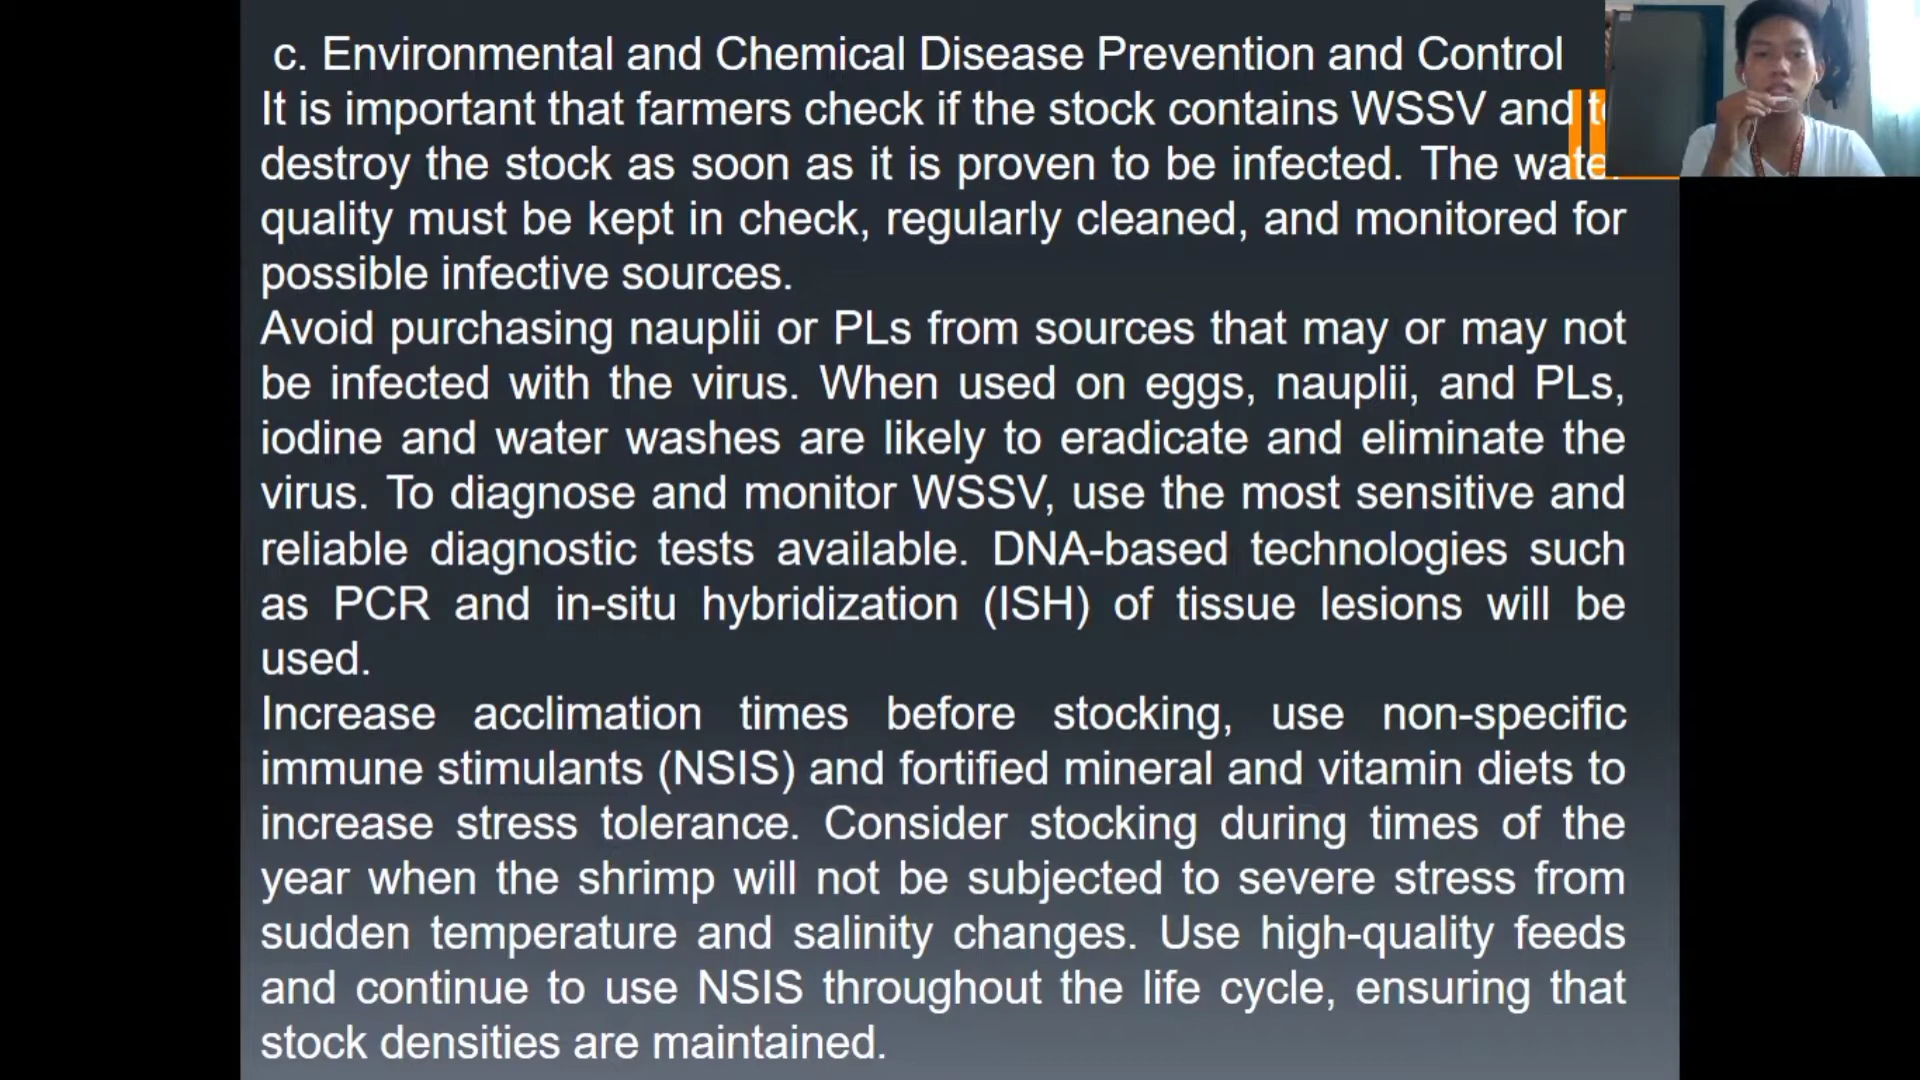 c. Environmental and Chemical Disease Prevention and Control
It is important that farmers check if the stock contains WSSV and to
destroy the stock as soon as it is proven to be infected. The water
quality must be kept in check, regularly cleaned, and monitored for
possible infective sources.
Avoid purchasing nauplii or PLs from sources that may or may not
be infected with the virus. When used on eggs, nauplii, and PLs,
iodine and water washes are likely to eradicate and eliminate the
virus. To diagnose and monitor WSSV, use the most sensitive and
reliable diagnostic tests available. DNA-based technologies such
as PCR and in-situ hybridization (ISH) of tissue lesions will be
used.
Increase acclimation times before stocking, use non-specific
immune stimulants (NSIS) and fortified mineral and vitamin diets to
increase stress tolerance. Consider stocking during times of the
year when the shrimp will not be subjected to severe stress from
sudden temperature and salinity changes. Use high-quality feeds
and continue to use NSIS throughout the life cycle, ensuring that
stock densities are maintained.